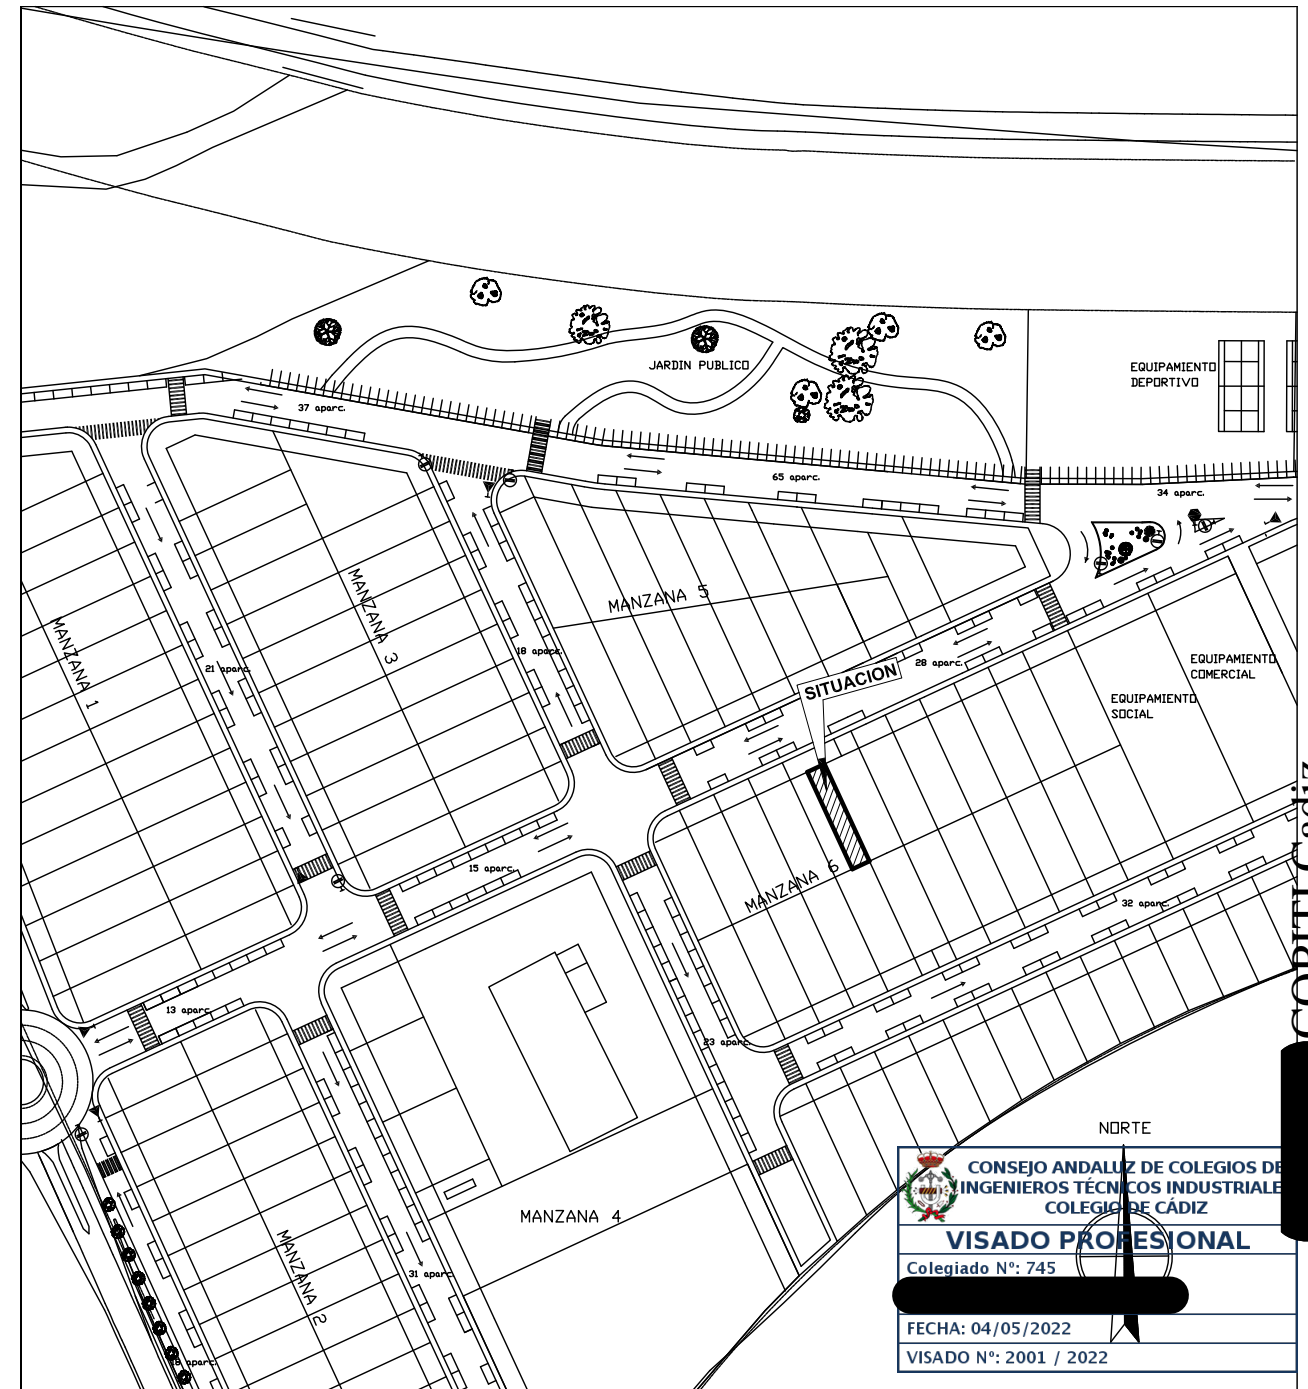 JARDIN PUBLICO
EQUIPAMIENTO
DEPORTIVO
37 aparc.
65 aparc.
34 aparc.
MANZANA 5
MANZANA 3
MANZANA 1
18 aparc.
21 aparc.
28 aparc.
SITUACION
EQUIPAMIENTO
COMERCIAL
EQUIPAMIENTO
SOCIAL
15 aparc.
MANZANA 6
32 aparc.
13 aparc.
23 aparc.
COPITI Cadiz
NORTE
MANZANA 4
MANZANA 2
31 aparc.
aparc.
CONSEJO ANDALUZ DE COLEGIOS DE
INGENIEROS TÉCNICOS INDUSTRIALE
COLEGIO DE CÁDIZ
VISADO PROFESIONAL
Colegiado Nº: 745
FECHA: 04/05/2022
VISADO Nº: 2001 / 2022